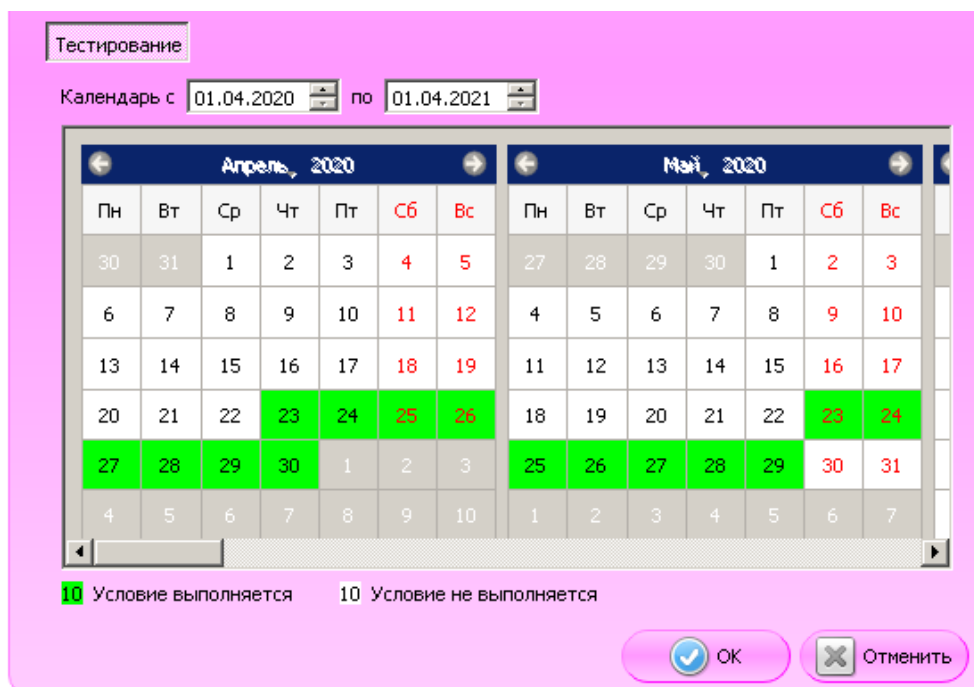 Тестирование
Календарь с 01.04.2020 по 01.04.2021
Апрель, 2020 Май, 2020
Пн Вт Ср Чт Пт Сб Вс Пн Вт Ср Чт Пт Сб Вс
30 31 1 2 3 4 5 27 28 29 30 1 2 3
6 7 8 9 10 11 12 4 5 6 7 8 9 10
13 14 15 16 17 18 19 11 12 13 14 15 16 17
20 21 22 23 24 25 26 18 19 20 21 22 23 24
27 28 29 30 1 2 3 25 26 27 28 29 30 31
4 5 6 7 8 9 10 1 2 3 4 5 6 7
10 Условие выполняется 10 Условие не выполняется
ОК Отменить